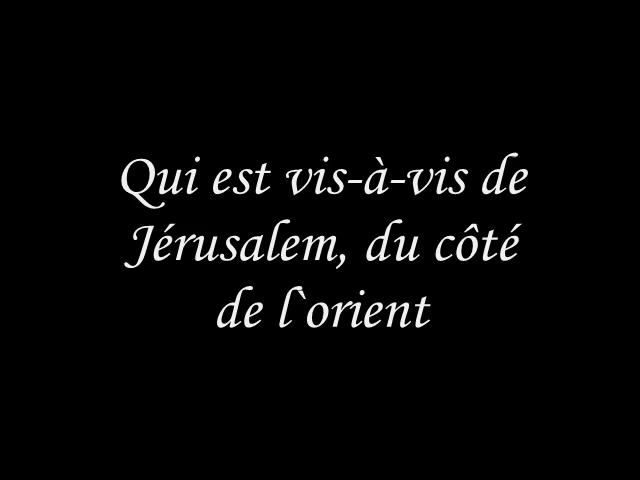 Qui est vis-à-vis de
Jérusalem, du côté
de l`orient